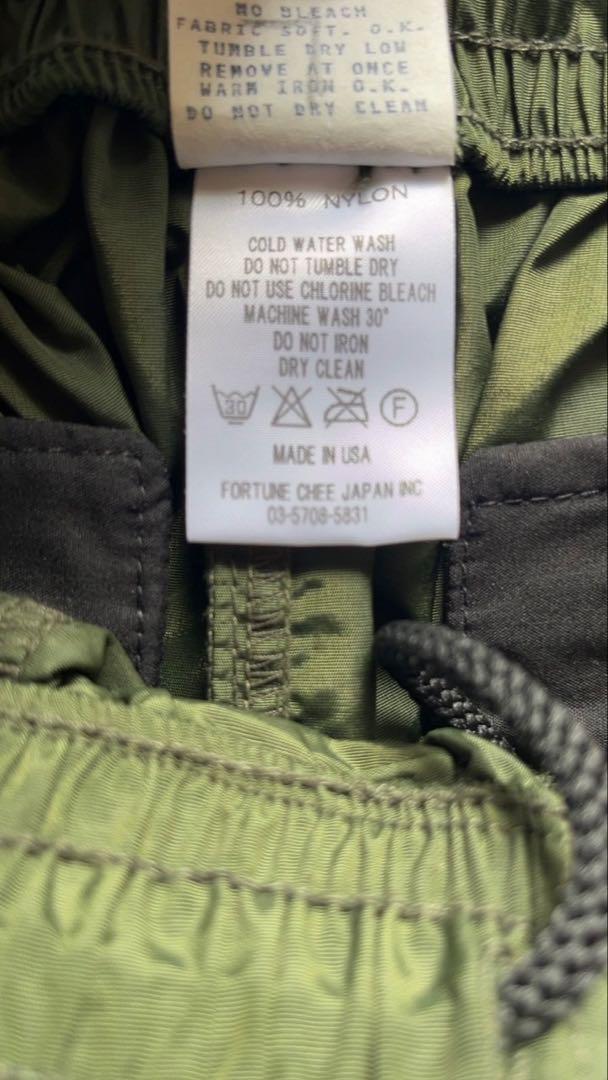 NO BLEACH
FABRIC SOFT. O.K.
TUMBLE DRY LOW
REMOVE AT ONCE
WARM IRON O.K.
DO NOT DRY CLEAN
100% NYLON
COLD WATER WASH
DO NOT TUMBLE DRY
DO NOT USE CHLORINE BLEACH
MACHINE WASH 30°
DO NOT IRON
DRY CLEAN
30 F
MADE IN USA
FORTUNE CHEE JAPAN INC
03-5708-5831